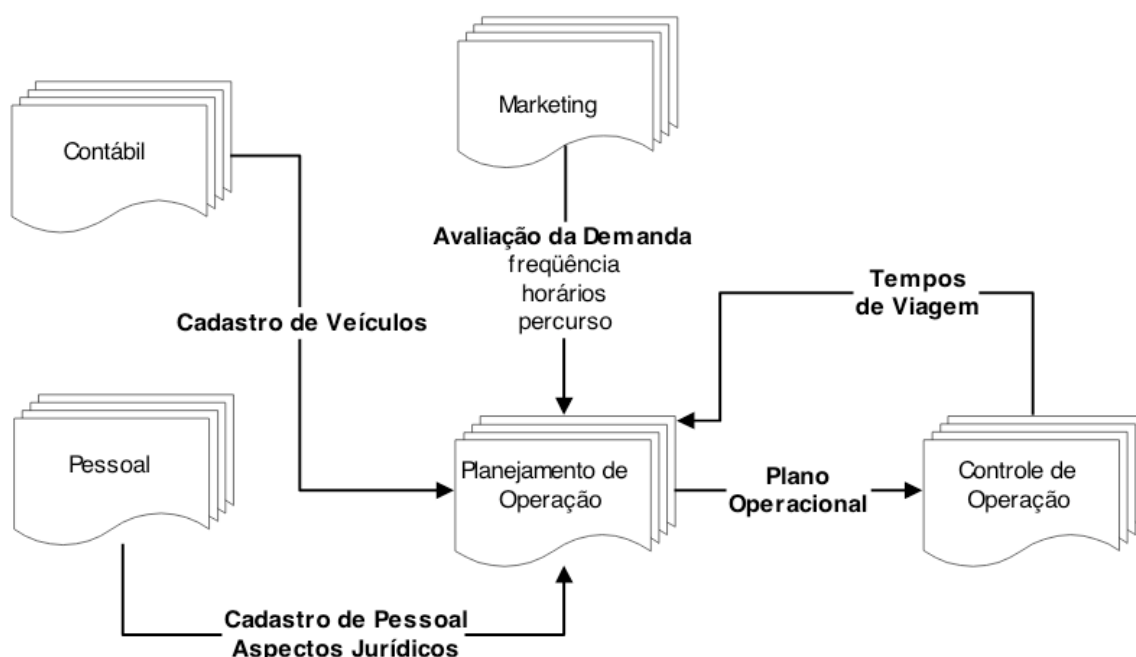 Marketing
Contábil
Avaliação da Demanda
freqüência
horários
percurso
Tempos
de Viagem
Cadastro de Veículos
Pessoal
Planejamento de
Operação
Plano
Operacional
Controle de
Operação
Cadastro de Pessoal
Aspectos Jurídicos